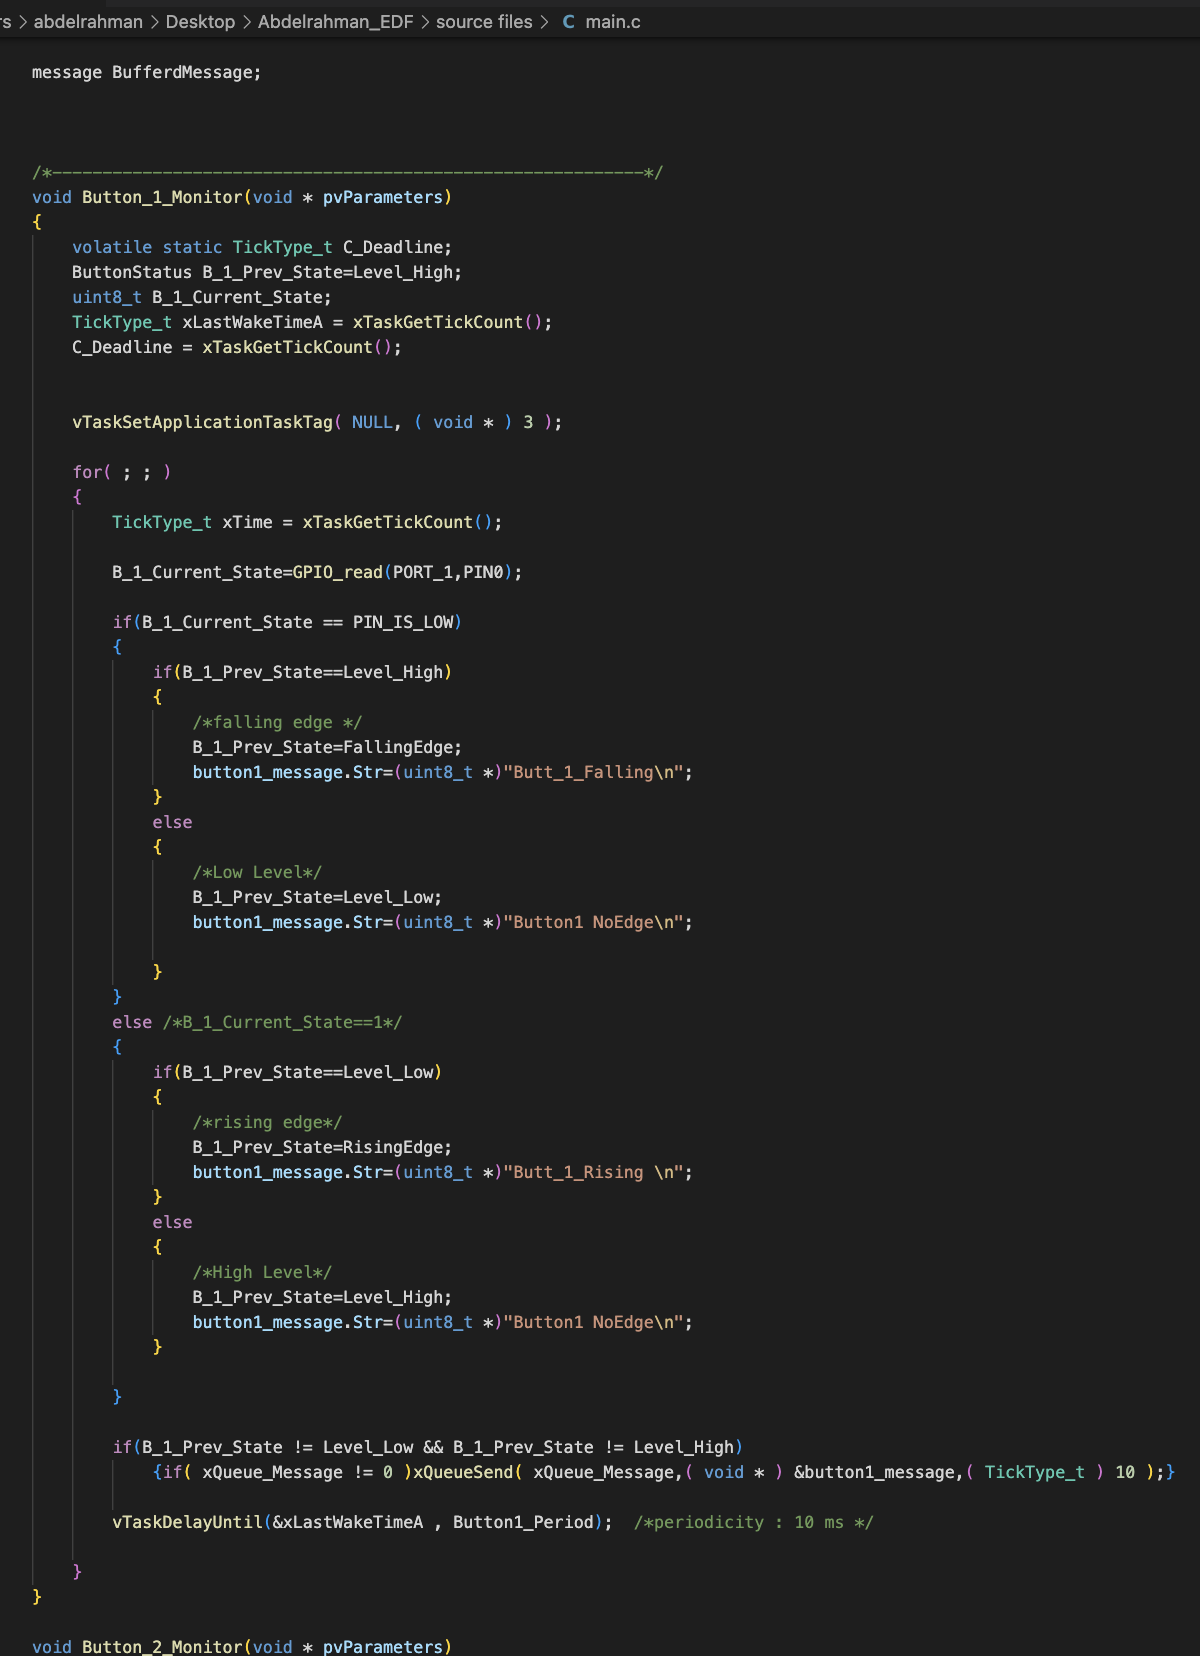 rs > abdelrahman > Desktop > Abdelrahman_EDF > source files > C main.c
message BufferdMessage;
/*-----------------------------------------------------------*/
void Button_1_Monitor(void * pvParameters)
{
    volatile static TickType_t C_Deadline;
    ButtonStatus B_1_Prev_State=Level_High;
    uint8_t B_1_Current_State;
    TickType_t xLastWakeTimeA = xTaskGetTickCount();
    C_Deadline = xTaskGetTickCount();
    vTaskSetApplicationTaskTag( NULL, ( void * ) 3 );
    for( ; ; )
    {
        TickType_t xTime = xTaskGetTickCount();
        B_1_Current_State=GPIO_read(PORT_1,PIN0);
        if(B_1_Current_State == PIN_IS_LOW)
        {
            if(B_1_Prev_State==Level_High)
            {
                /*falling edge */
                B_1_Prev_State=FallingEdge;
                button1_message.Str=(uint8_t *)"Butt_1_Falling\n";
            }
            else
            {
                /*Low Level*/
                B_1_Prev_State=Level_Low;
                button1_message.Str=(uint8_t *)"Button1 NoEdge\n";
            }
        }
        else /*B_1_Current_State==1*/
        {
            if(B_1_Prev_State==Level_Low)
            {
                /*rising edge*/
                B_1_Prev_State=RisingEdge;
                button1_message.Str=(uint8_t *)"Butt_1_Rising \n";
            }
            else
            {
                /*High Level*/
                B_1_Prev_State=Level_High;
                button1_message.Str=(uint8_t *)"Button1 NoEdge\n";
            }
        }
        if(B_1_Prev_State != Level_Low && B_1_Prev_State != Level_High)
            {if( xQueue_Message != 0 )xQueueSend( xQueue_Message,( void * ) &button1_message,( TickType_t ) 10 );}
        vTaskDelayUntil(&xLastWakeTimeA , Button1_Period);  /*periodicity : 10 ms */
    }
}
void Button_2_Monitor(void * pvParameters)